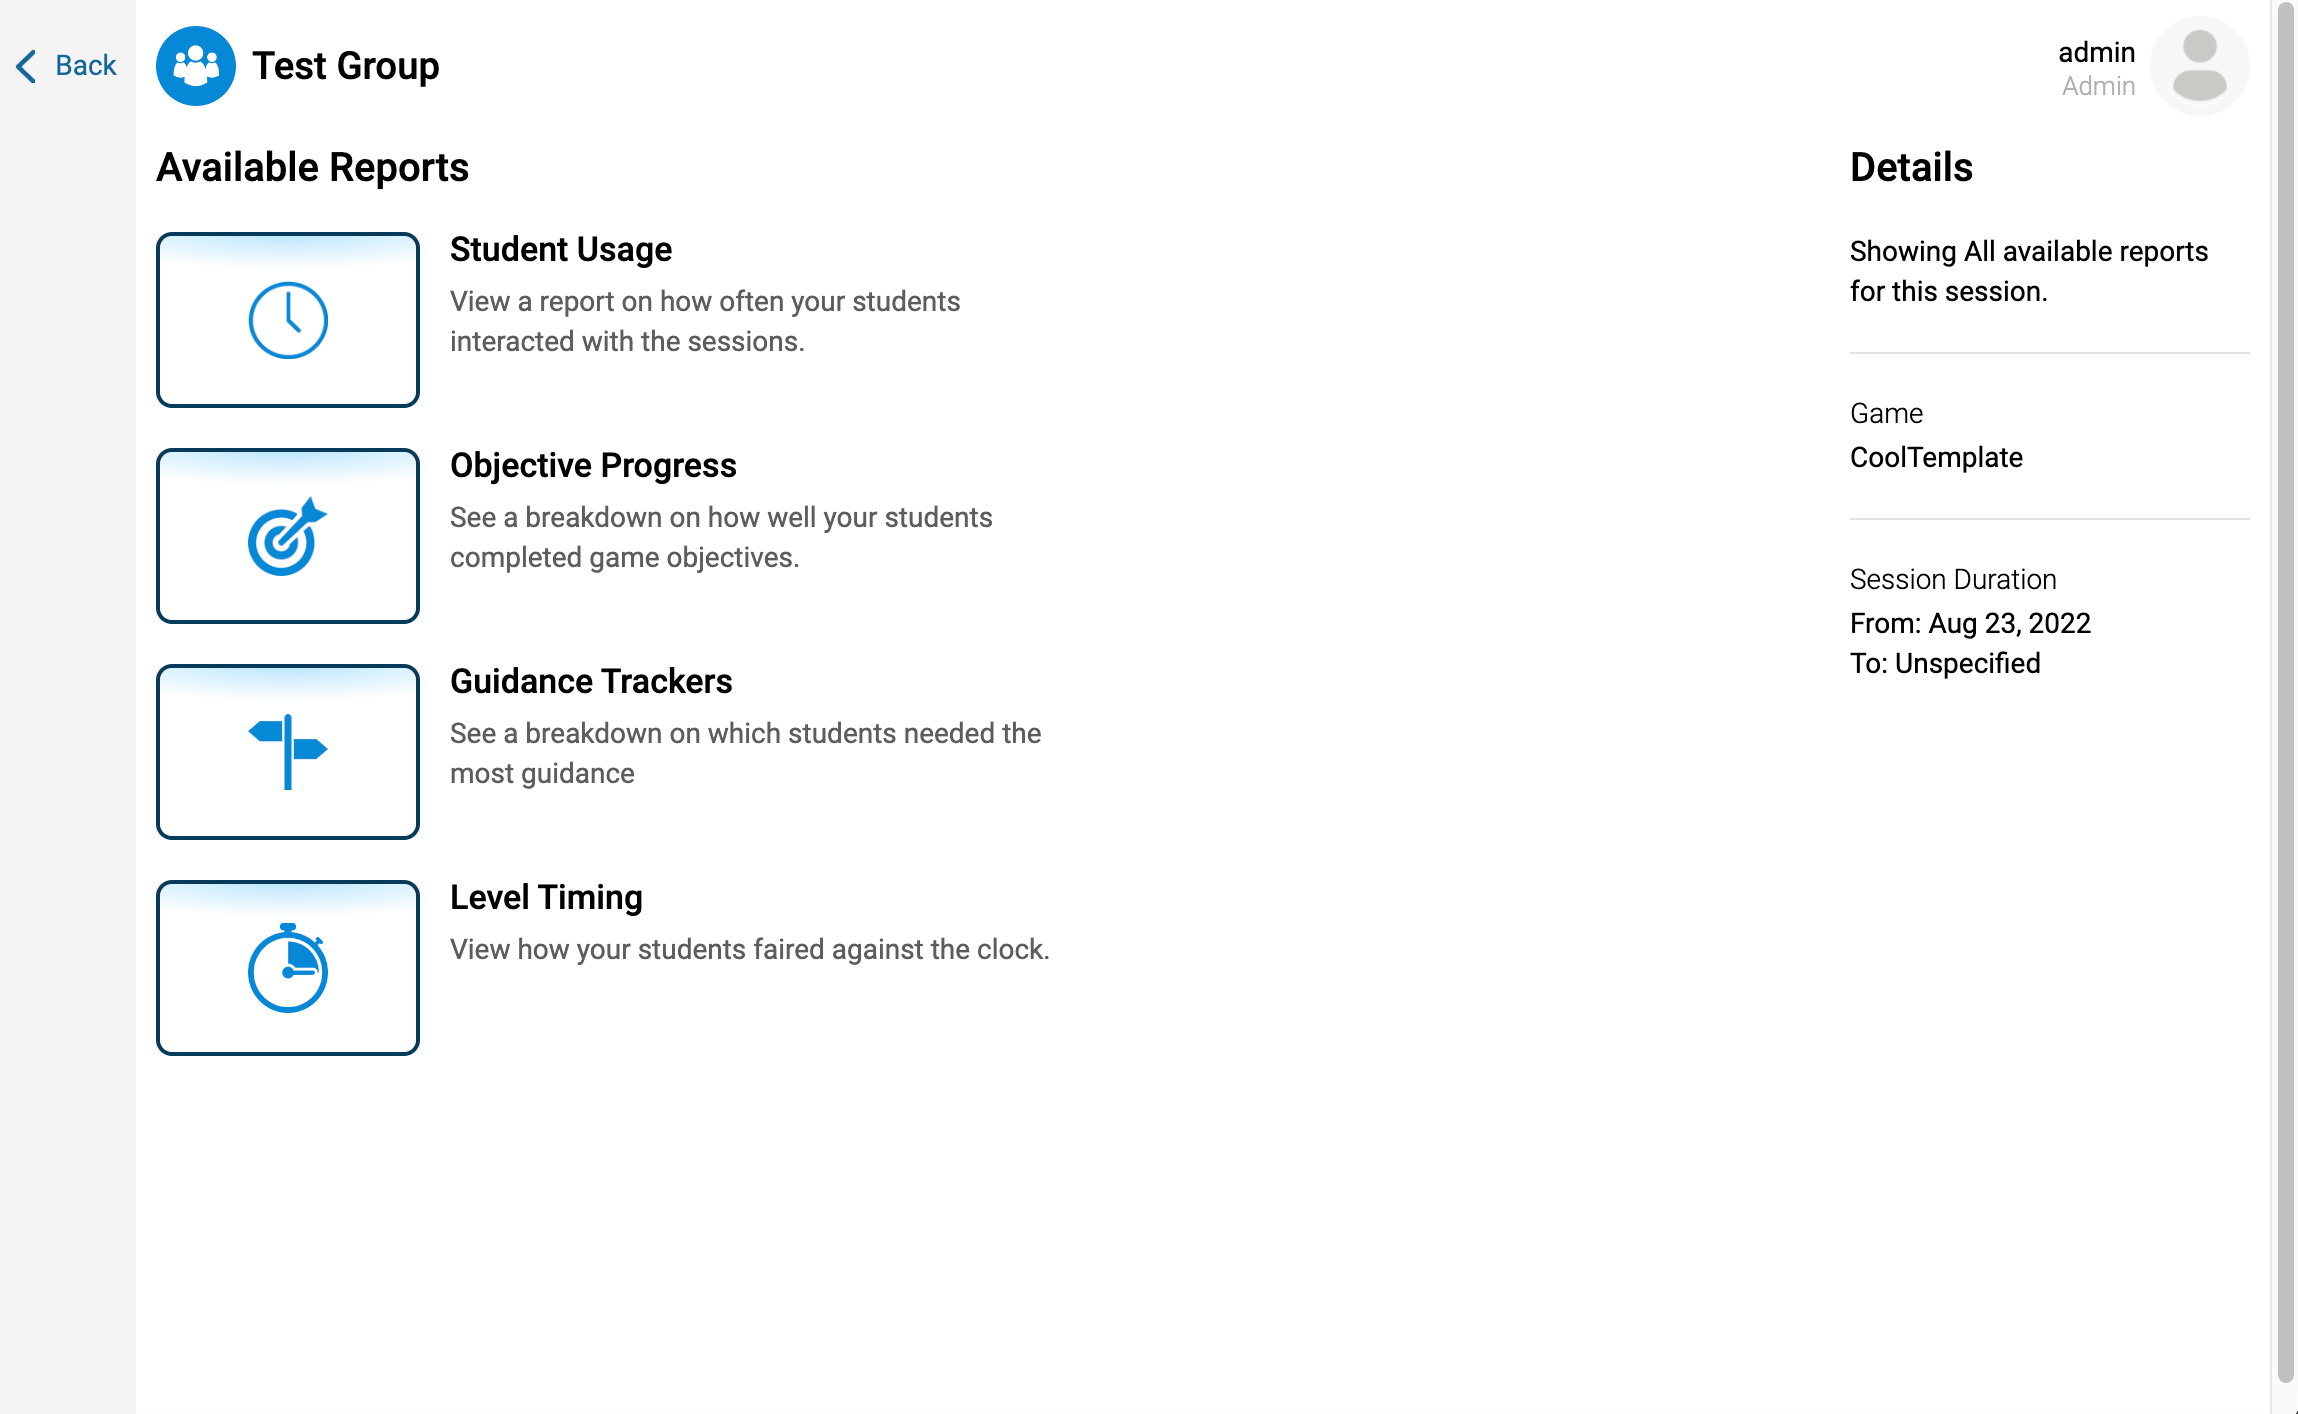 Back
Test Group
admin
Admin
Available Reports
Student Usage
View a report on how often your students
interacted with the sessions.
Objective Progress
See a breakdown on how well your students
completed game objectives.
Guidance Trackers
See a breakdown on which students needed the
most guidance
Level Timing
View how your students faired against the clock.
Details
Showing All available reports
for this session.
Game
CoolTemplate
Session Duration
From: Aug 23, 2022
To: Unspecified